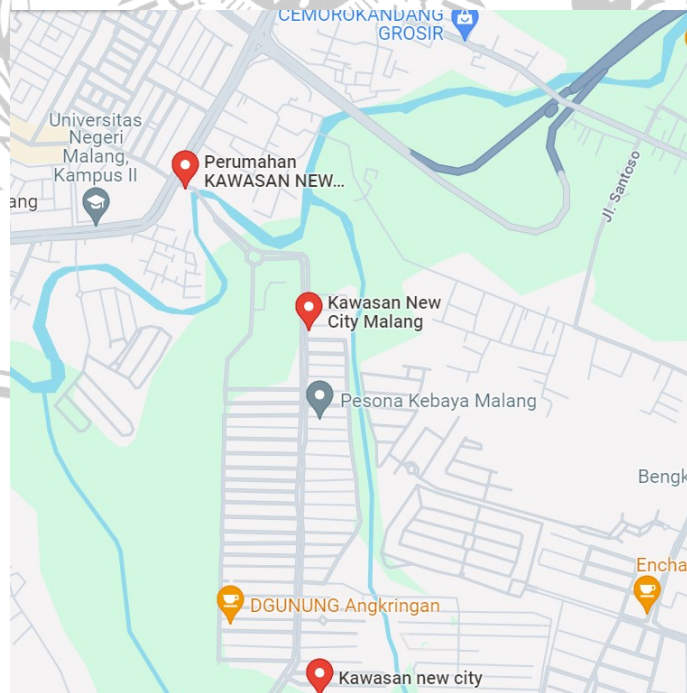 CEMOROKANDANG
GROSIR
Universitas
Negeri
Malang,
Kampus II
Perumahan
KAWASAN NEW...
ang
Jl. Santoso
Kawasan New
City Malang
Pesona Kebaya Malang
Bengk
Encha
DGUNUNG Angkringan
Kawasan new city